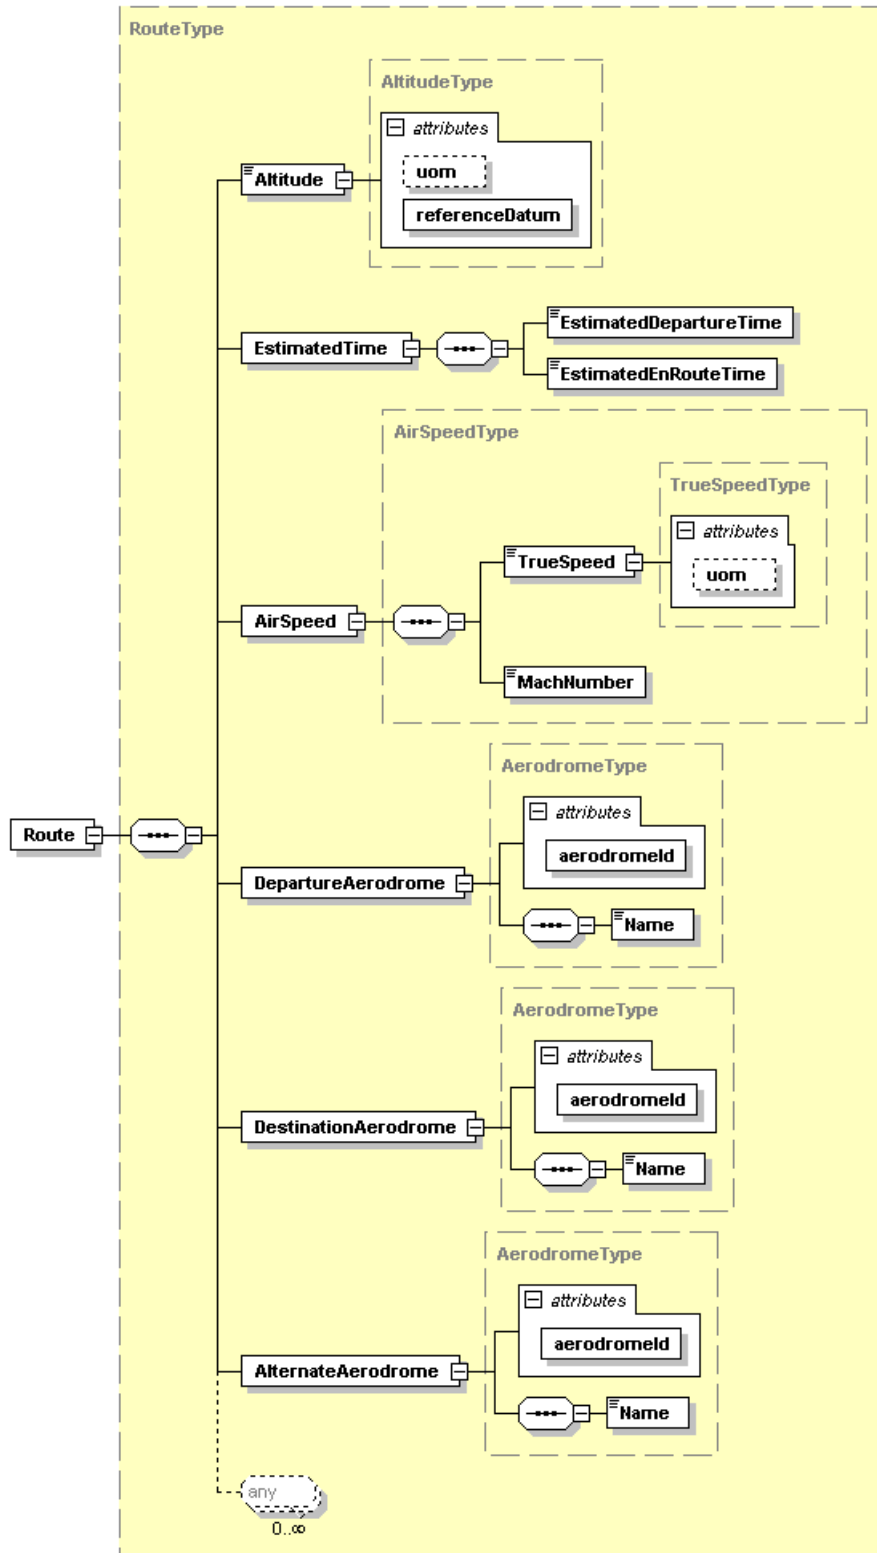 RouteType
AltitudeType
attributes
uom
Altitude
referenceDatum
EstimatedDepartureTime
EstimatedTime
EstimatedEnRouteTime
AirSpeedType
TrueSpeedType
attributes
TrueSpeed
uom
AirSpeed
MachNumber
AerodromeType
attributes
Route
aerodromeId
DepartureAerodrome
Name
AerodromeType
attributes
aerodromeId
DestinationAerodrome
Name
AerodromeType
attributes
aerodromeId
AlternateAerodrome
Name
any
0..∞